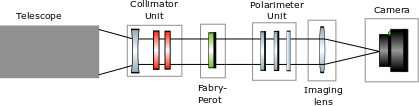 Telescope
Collimator
Unit
Polarimeter
Unit
Camera
Fabry-
Perot
Imaging
lens